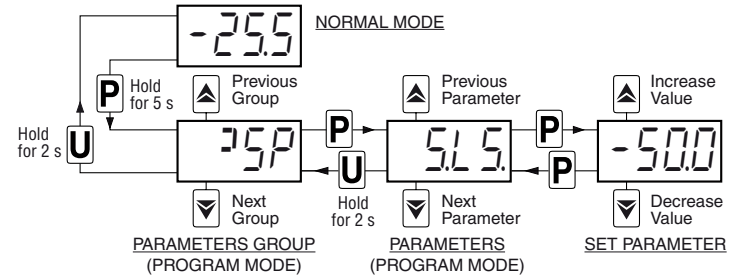 -25.5
NORMAL MODE
P
Hold
for 5 s
Previous
Group
Previous
Parameter
Increase
Value
Hold
for 2 s
U
SP
P
U
Hold
for 2 s
S.L.S.
P
P
-50.0
Next
Group
Next
Parameter
Decrease
Value
PARAMETERS GROUP
(PROGRAM MODE)
PARAMETERS
(PROGRAM MODE)
SET PARAMETER